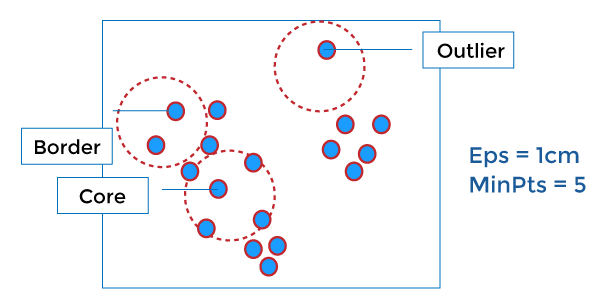 Outlier
Border
Core
Eps = 1cm
MinPts = 5